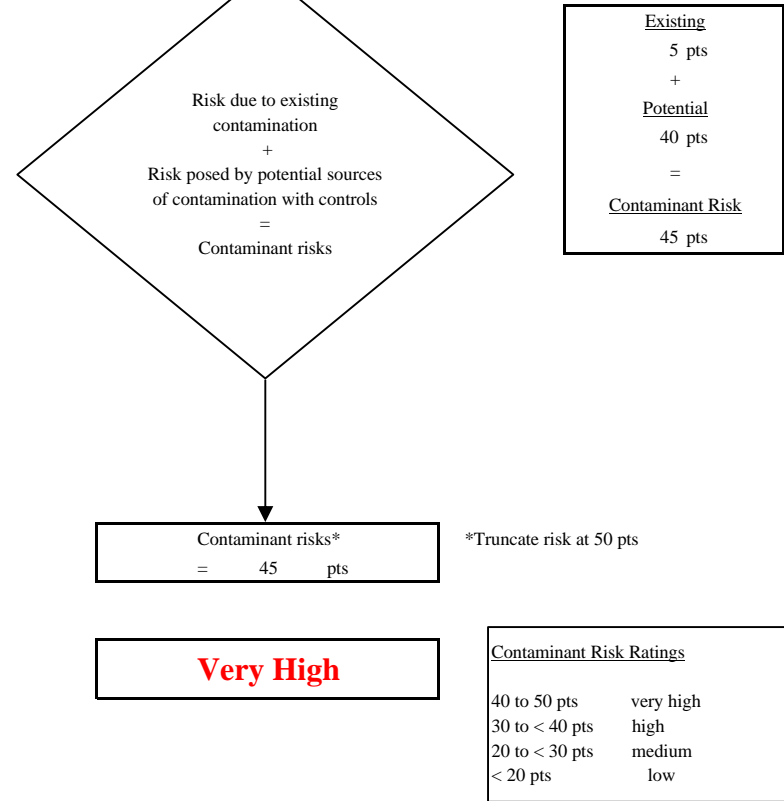 Risk due to existing
contamination
+
Risk posed by potential sources
of contamination with controls
=
Contaminant risks
Existing
5 pts
+
Potential
40 pts
=
Contaminant Risk
45 pts
Contaminant risks*
= 45 pts
*Truncate risk at 50 pts
Very High
Contaminant Risk Ratings
40 to 50 pts very high
30 to < 40 pts high
20 to < 30 pts medium
< 20 pts low